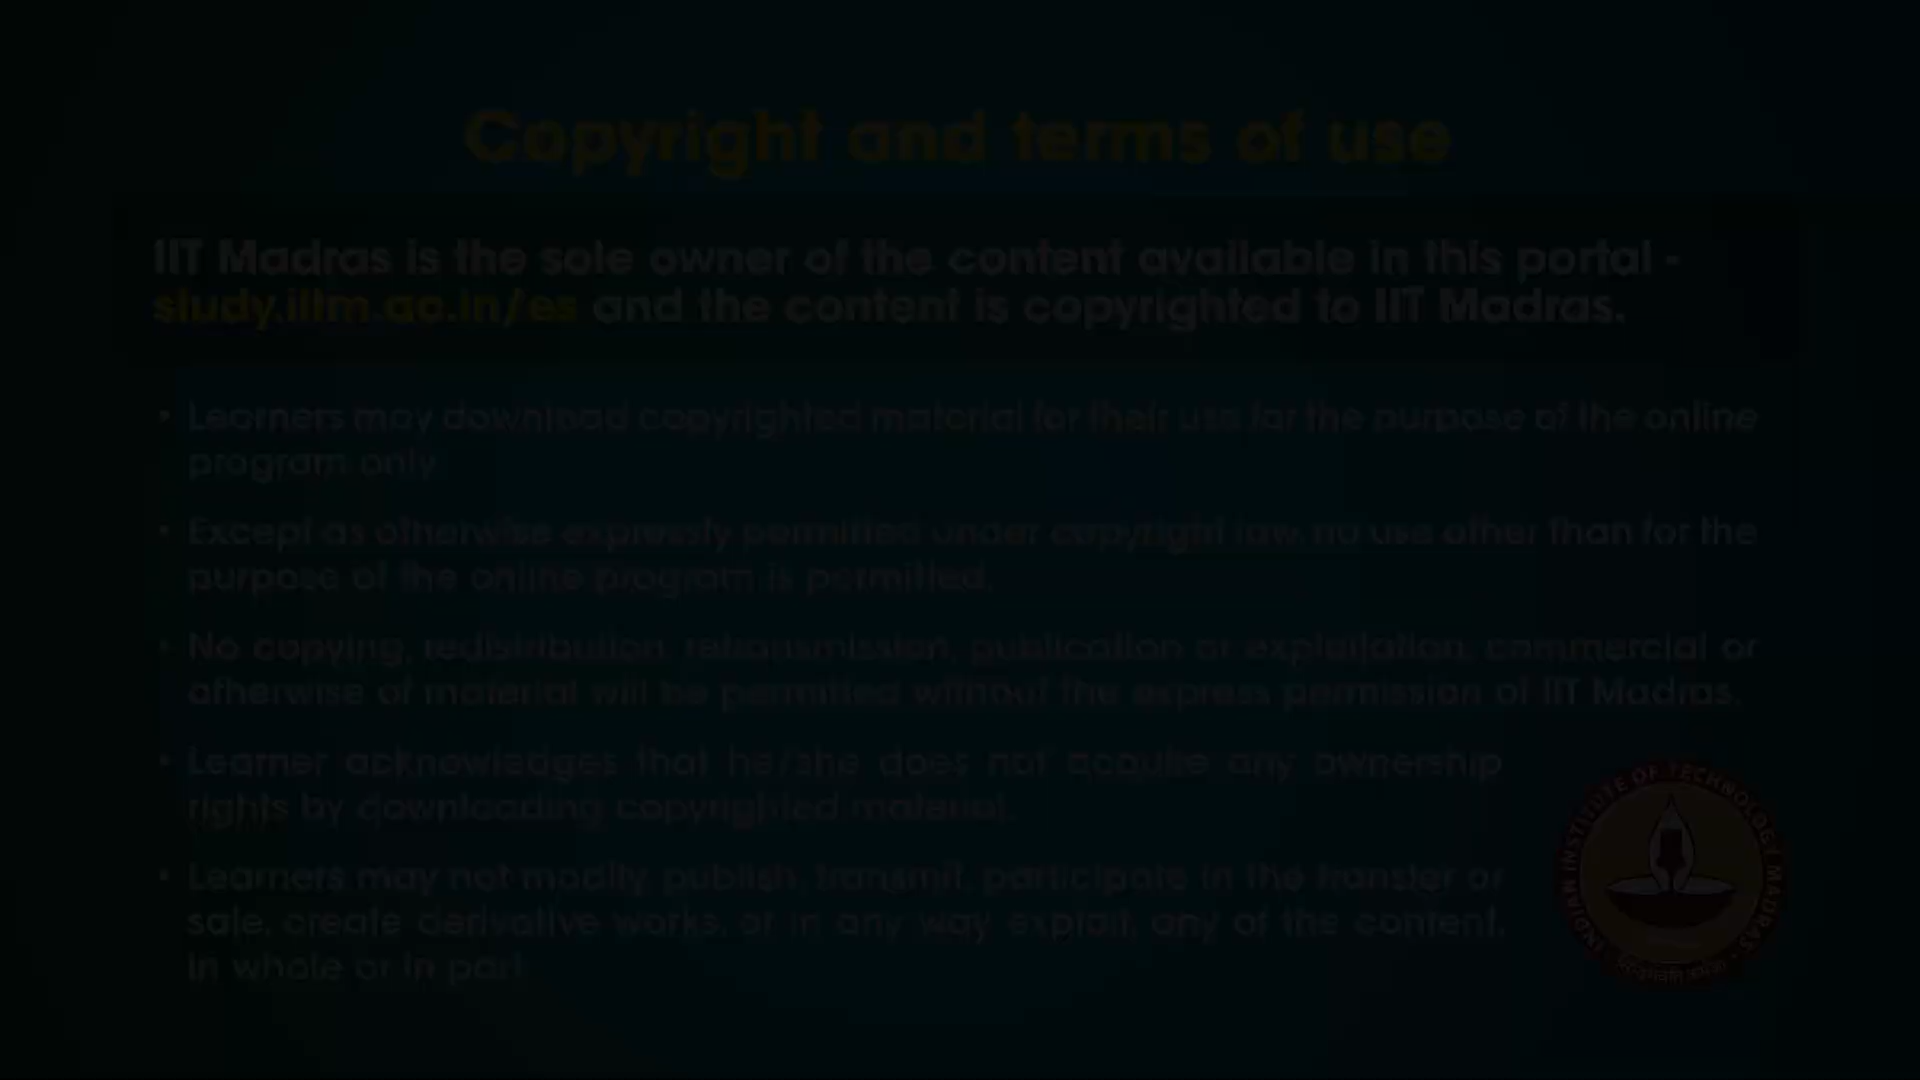 Copyright and terms of use
IIT Madras is the sole owner of the content available in this portal -
study.iitm.ac.in/es and the content is copyrighted to IIT Madras.
• Learners may download copyrighted material for their use for the purpose of the online
program only.
• Except as otherwise expressly permitted under copyright law, no use other than for the
purpose of the online program is permitted.
• No copying, redistribution, retransmission, publication or exploitation, commercial or
otherwise of material will be permitted without the express permission of IIT Madras.
• Learner acknowledges that he/she does not acquire any ownership
rights by downloading copyrighted material.
• Learners may not modify, publish, transmit, participate in the transfer or
sale, create derivative works, or in any way exploit, any of the content,
in whole or in part.
INDIAN INSTITUTE OF TECHNOLOGY MADRAS